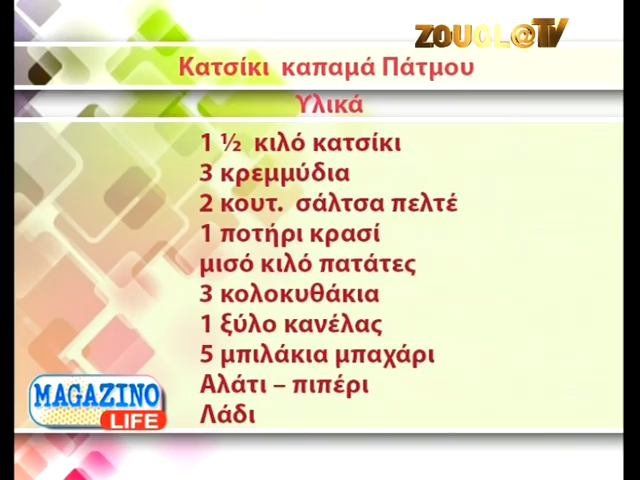 ZOUGL@TV
Κατσίκι καπαμά Πάτμου
Υλικά
1 ½ κιλό κατσίκι
3 κρεμμύδια
2 κουτ. σάλτσα πελτέ
1 ποτήρι κρασί
μισό κιλό πατάτες
3 κολοκυθάκια
1 ξύλο κανέλας
5 μπιλάκια μπαχάρι
Αλάτι – πιπέρι
Λάδι
MAGAZINO
LIFE